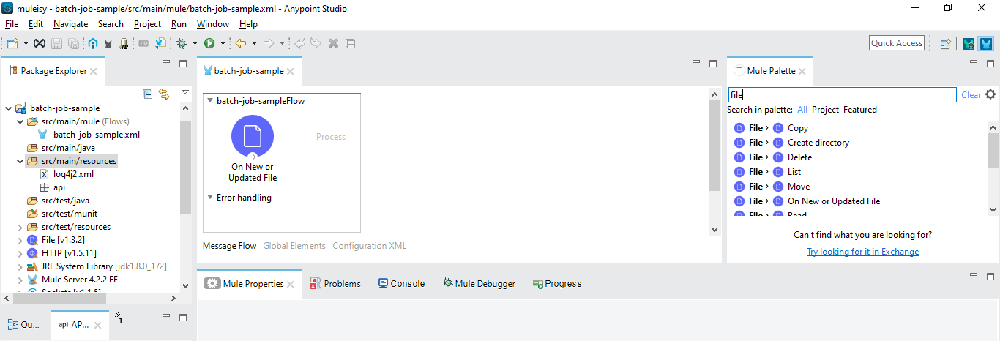 muleisy - batch-job-sample/src/main/mule/batch-job-sample.xml - Anypoint Studio
File Edit Navigate Search Project Run Window Help
Quick Access
Package Explorer
batch-job-sample
src/main/mule (Flows)
batch-job-sample.xml
src/main/java
src/main/resources
log4j2.xml
api
src/test/java
src/test/munit
src/test/resources
File [v1.3.2]
HTTP [v1.5.11]
JRE System Library [jdk1.8.0_172]
Mule Server 4.2.2 EE
Sockets [v1.1.5]
Ou...
api AP...
1
batch-job-sample
batch-job-sampleFlow
Process
On New or
Updated File
Error handling
Message Flow Global Elements Configuration XML
Mule Palette
file
Clear
Search in palette: All Project Featured
File > Copy
File > Create directory
File > Delete
File > List
File > Move
File > On New or Updated File
File > Read
Can't find what you are looking for?
Try looking for it in Exchange
Mule Properties Problems Console Mule Debugger Progress